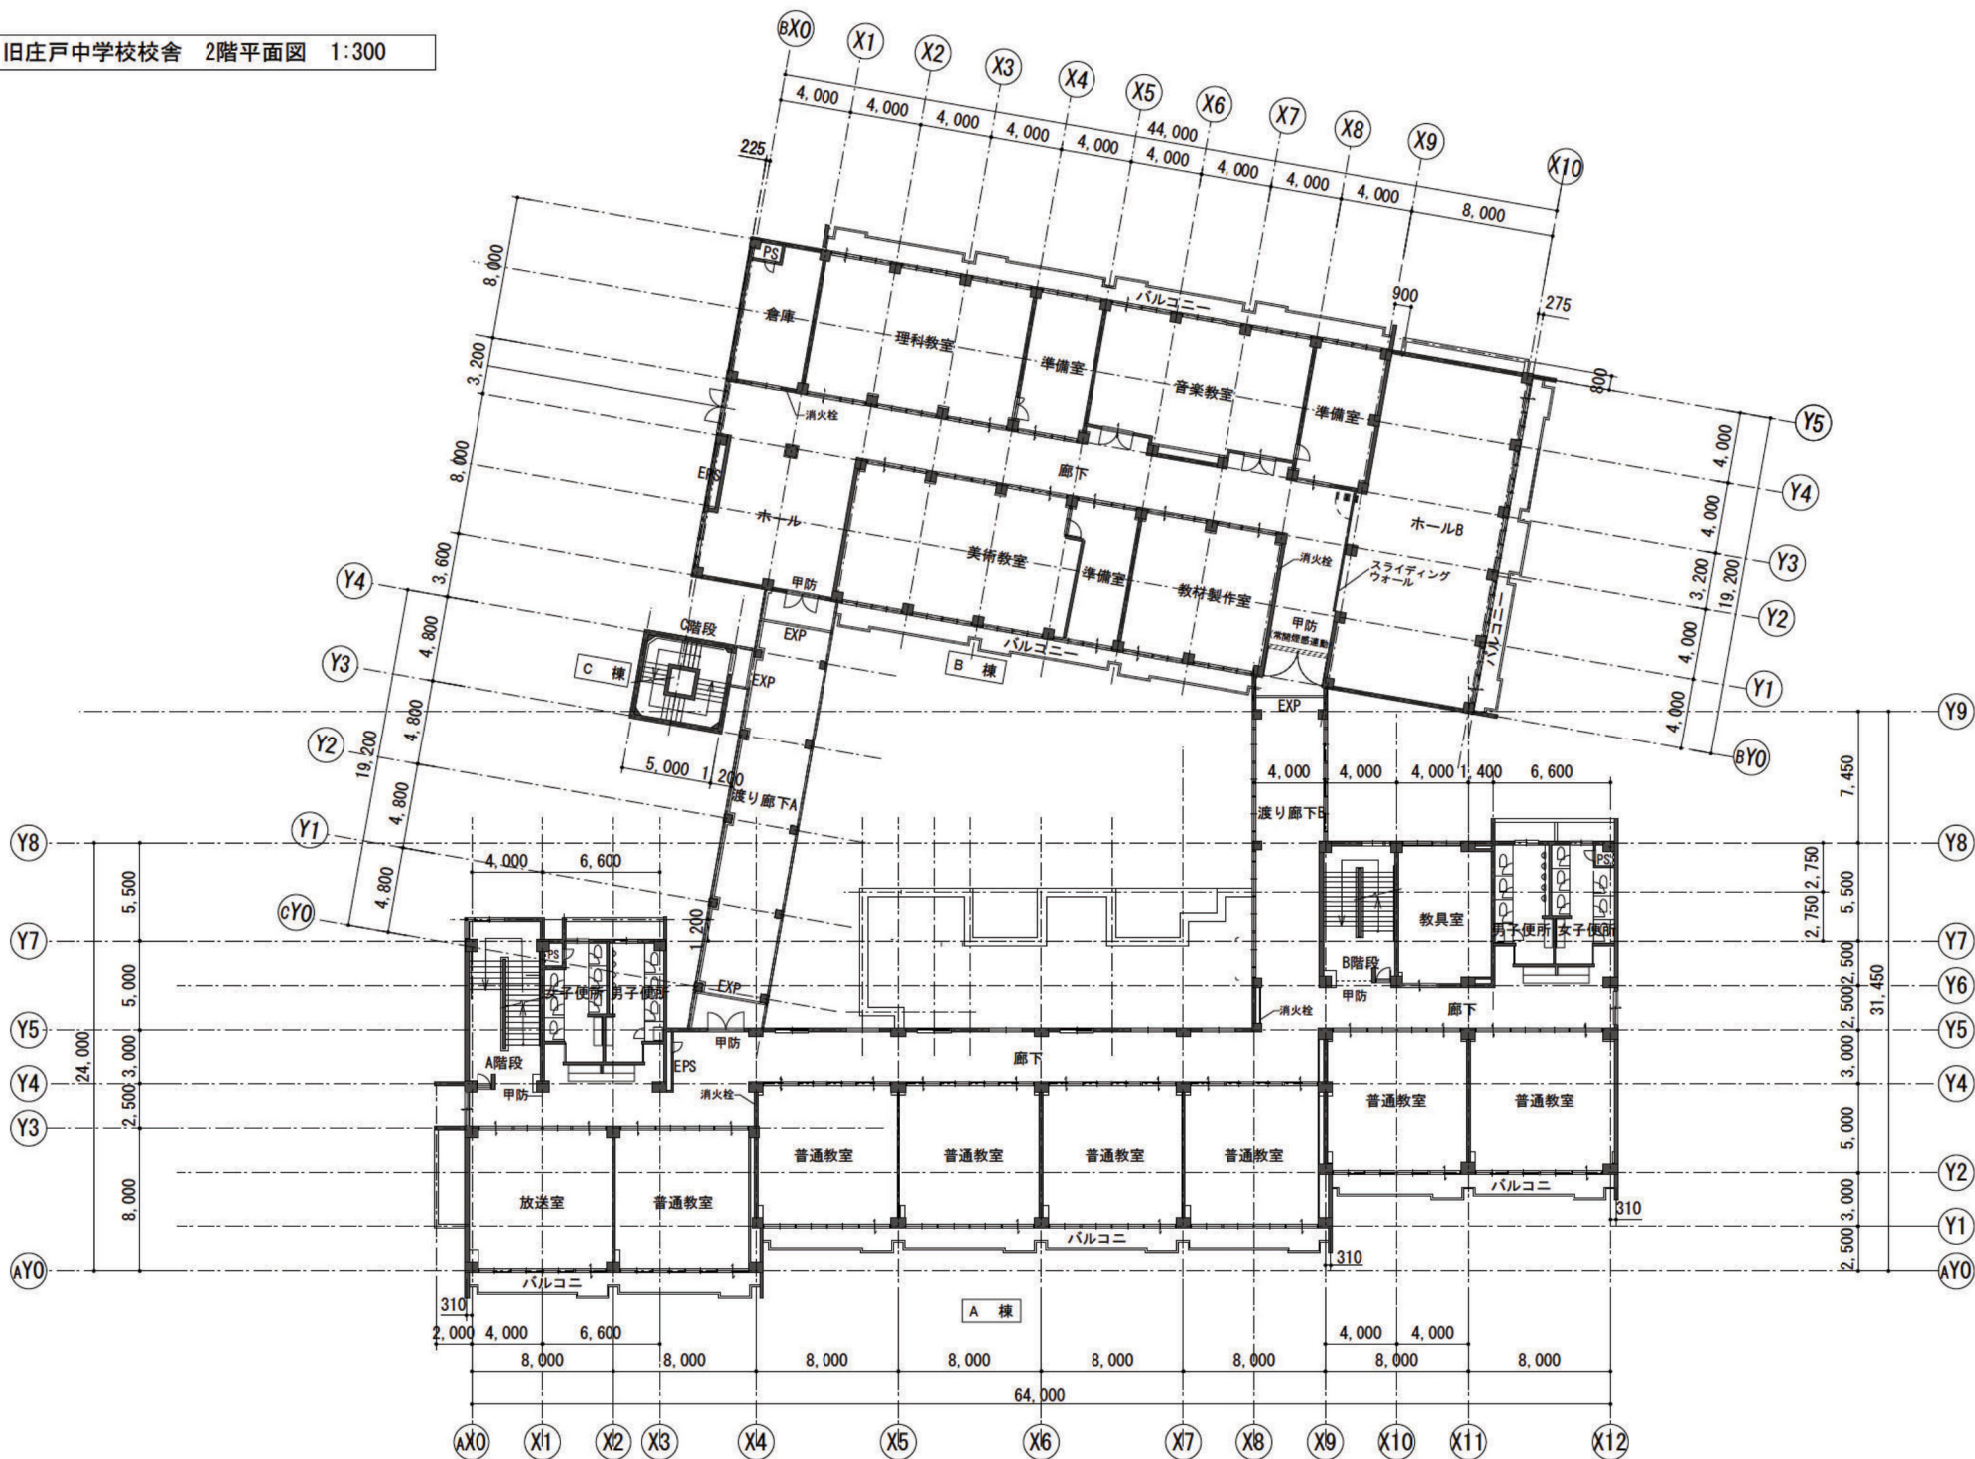 旧庄戸中学校校舎 2階平面図 1:300
BX0 X1 X2 X3 X4 X5 X6 X7 X8 X9 X10
44,000
4,000 4,000 4,000 4,000 4,000 4,000 4,000 4,000 4,000 8,000
225
900
275
800
8,000
3,200
8,000
3,600
PS
倉庫
理科教室
準備室
音楽教室
準備室
バルコニー
消火栓
廊下
EPS
ホール
美術教室
準備室
教材製作室
消火栓
スライディング
ウォール
ホールB
甲防
(常開煙感連動)
甲防
EXP
バルコニー
バルコニー
B 棟
EXP
Y5
Y4
Y3
Y2
Y1
BY0
4,000
4,000
3,200
4,000
4,000
19,200
Y4
Y3
Y2
Y1
CY0
4,800
4,800
4,800
4,800
19,200
C階段
C 棟
EXP
5,000 1,200
渡り廊下A
1,200
EXP
甲防
4,000 4,000 4,000 1,400 6,600
渡り廊下B
Y9
Y8
Y7
Y6
Y5
Y4
Y2
Y1
AY0
7,450
5,500
2,500
2,500
3,000
5,000
3,000
2,500
31,450
2,750
2,750
教具室
PS
男子便所 女子便所
B階段
甲防
廊下
消火栓
Y8
Y7
Y5
Y4
Y3
AY0
5,500
5,000
3,000
2,500
8,000
24,000
4,000 6,600
PS
女子便所 男子便所
A階段
甲防
EPS
消火栓
廊下
放送室
普通教室
普通教室
普通教室
普通教室
普通教室
普通教室
普通教室
バルコニ
バルコニ
バルコニ
310
310
310
A 棟
2,000 4,000 6,600
4,000 4,000
8,000 8,000 8,000 8,000 8,000 8,000 8,000 8,000
64,000
AX0 X1 X2 X3 X4 X5 X6 X7 X8 X9 X10 X11 X12